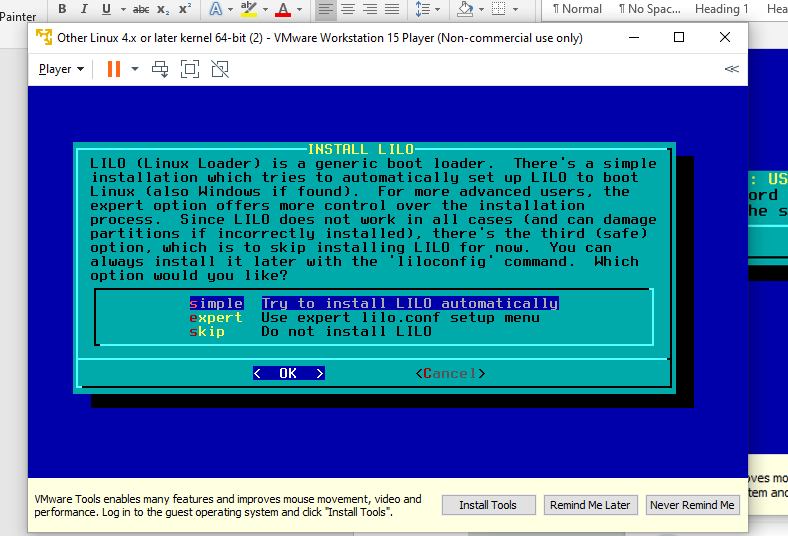 Painter
B I U abc x₂ x² A ab A
¶ Normal ¶ No Spac... Heading 1 Headin
Other Linux 4.x or later kernel 64-bit (2) - VMware Workstation 15 Player (Non-commercial use only)
Player
INSTALL LILO
LILO (Linux Loader) is a generic boot loader. There's a simple
installation which tries to automatically set up LILO to boot
Linux (also Windows if found). For more advanced users, the
expert option offers more control over the installation
process. Since LILO does not work in all cases (and can damage
partitions if incorrectly installed), there's the third (safe)
option, which is to skip installing LILO for now. You can
always install it later with the 'liloconfig' command. Which
option would you like?
simple Try to install LILO automatically
expert Use expert lilo.conf setup menu
skip Do not install LILO
< OK > <Cancel>
: US
ord
he s
VMware Tools enables many features and improves mouse movement, video and
performance. Log in to the guest operating system and click "Install Tools".
Install Tools Remind Me Later Never Remind Me
oves mo
tem and